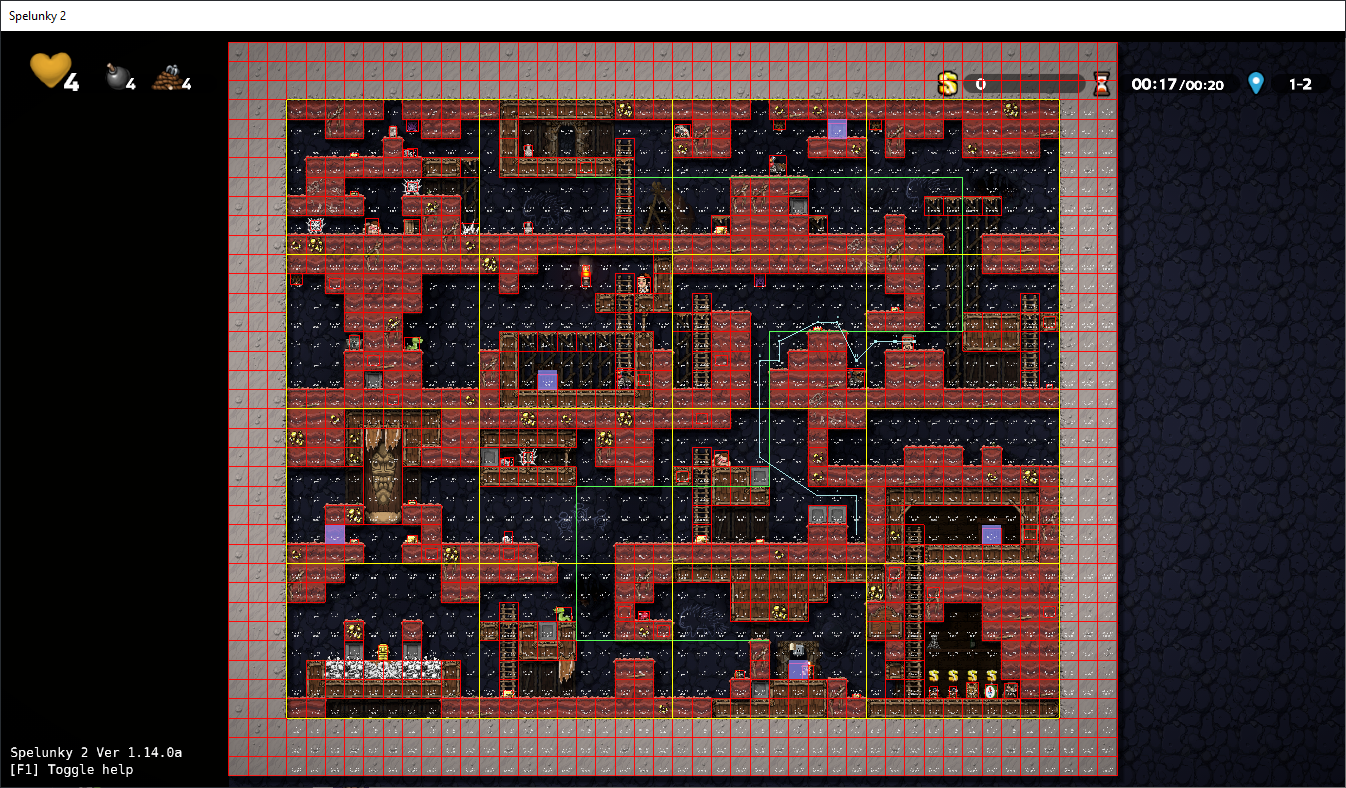 Spelunky 2
4 4 4
$ 0 00:17/00:20 1-2
$ $ $ $
Spelunky 2 Ver 1.14.0a
[F1] Toggle help